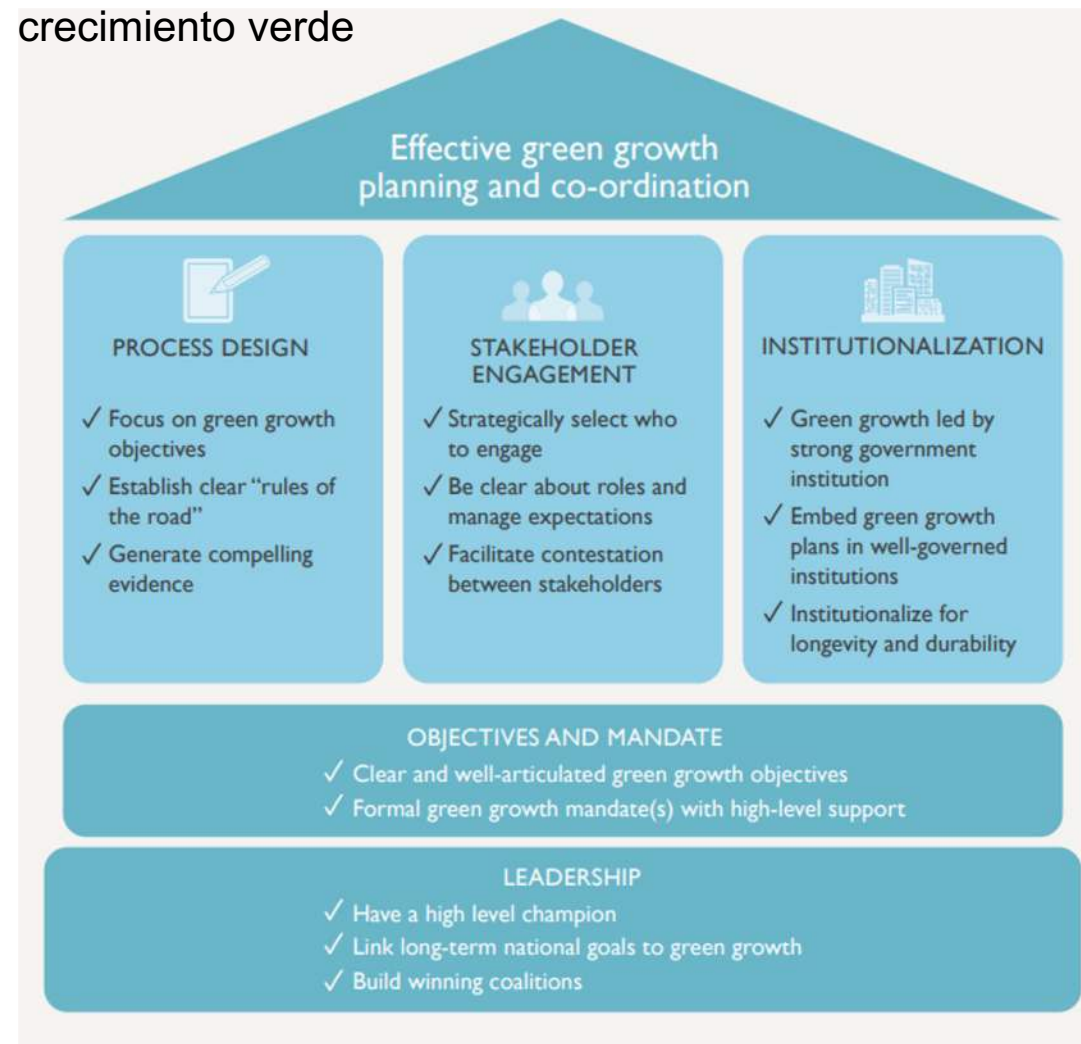 crecimiento verde
Effective green growth
planning and co-ordination
PROCESS DESIGN
✓ Focus on green growth
objectives
✓ Establish clear “rules of
the road”
✓ Generate compelling
evidence
STAKEHOLDER
ENGAGEMENT
✓ Strategically select who
to engage
✓ Be clear about roles and
manage expectations
✓ Facilitate contestation
between stakeholders
INSTITUTIONALIZATION
✓ Green growth led by
strong government
institution
✓ Embed green growth
plans in well-governed
institutions
✓ Institutionalize for
longevity and durability
OBJECTIVES AND MANDATE
✓ Clear and well-articulated green growth objectives
✓ Formal green growth mandate(s) with high-level support
LEADERSHIP
✓ Have a high level champion
✓ Link long-term national goals to green growth
✓ Build winning coalitions